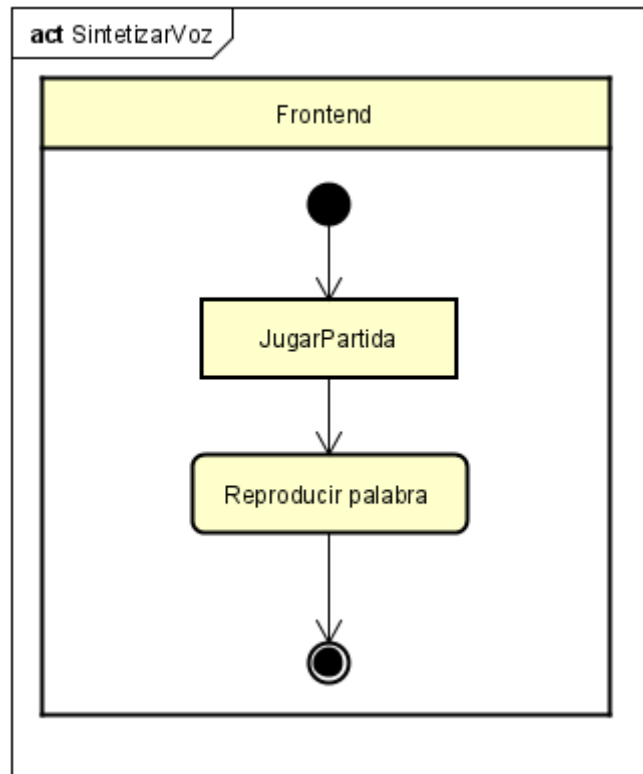 act SintetizarVoz
Frontend
JugarPartida
Reproducir palabra